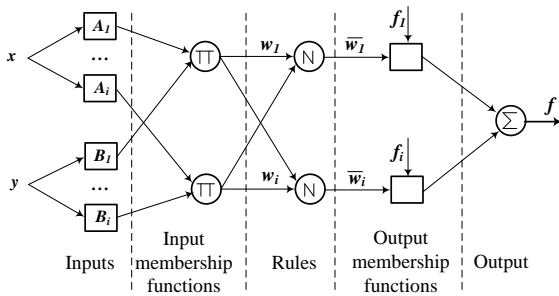 f₁
x
A₁
...
Aᵢ
Π
w₁
N
w̅₁
y
B₁
...
Bᵢ
Π
wᵢ
N
w̅ᵢ
fᵢ
Σ
f
Inputs
Input
membership
functions
Rules
Output
membership
functions
Output